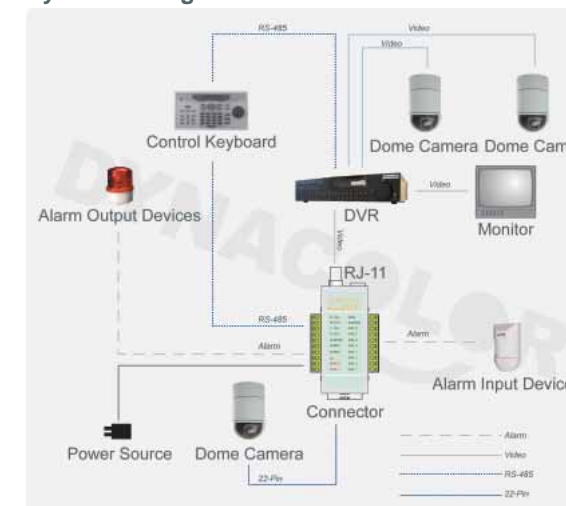 RS-485
Video
Video
Control Keyboard
Dome Camera
Dome Cam
Alarm Output Devices
DVR
Video
Monitor
Video
RJ-11
DYNACOLOR
RS-485
Alarm
Alarm
Alarm Input Device
Connector
Power Source
Dome Camera
22-Pin
Alarm
Video
RS-485
22-Pin